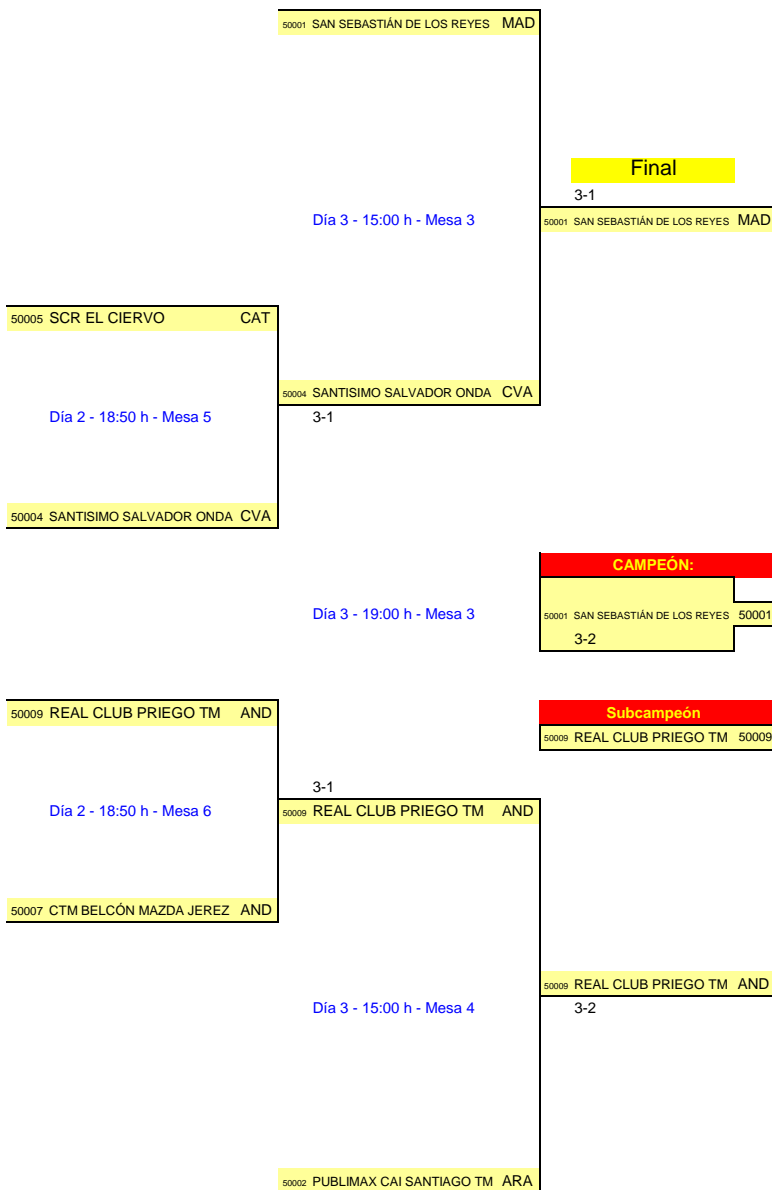 50001 SAN SEBASTIÁN DE LOS REYES MAD
Final
3-1
Día 3 - 15:00 h - Mesa 3
50001 SAN SEBASTIÁN DE LOS REYES MAD
50005 SCR EL CIERVO CAT
50004 SANTISIMO SALVADOR ONDA CVA
Día 2 - 18:50 h - Mesa 5
3-1
50004 SANTISIMO SALVADOR ONDA CVA
CAMPEÓN:
Día 3 - 19:00 h - Mesa 3
50001 SAN SEBASTIÁN DE LOS REYES 50001
3-2
50009 REAL CLUB PRIEGO TM AND
Subcampeón
50009 REAL CLUB PRIEGO TM 50009
3-1
Día 2 - 18:50 h - Mesa 6
50009 REAL CLUB PRIEGO TM AND
50007 CTM BELCÓN MAZDA JEREZ AND
50009 REAL CLUB PRIEGO TM AND
Día 3 - 15:00 h - Mesa 4
3-2
50002 PUBLIMAX CAI SANTIAGO TM ARA